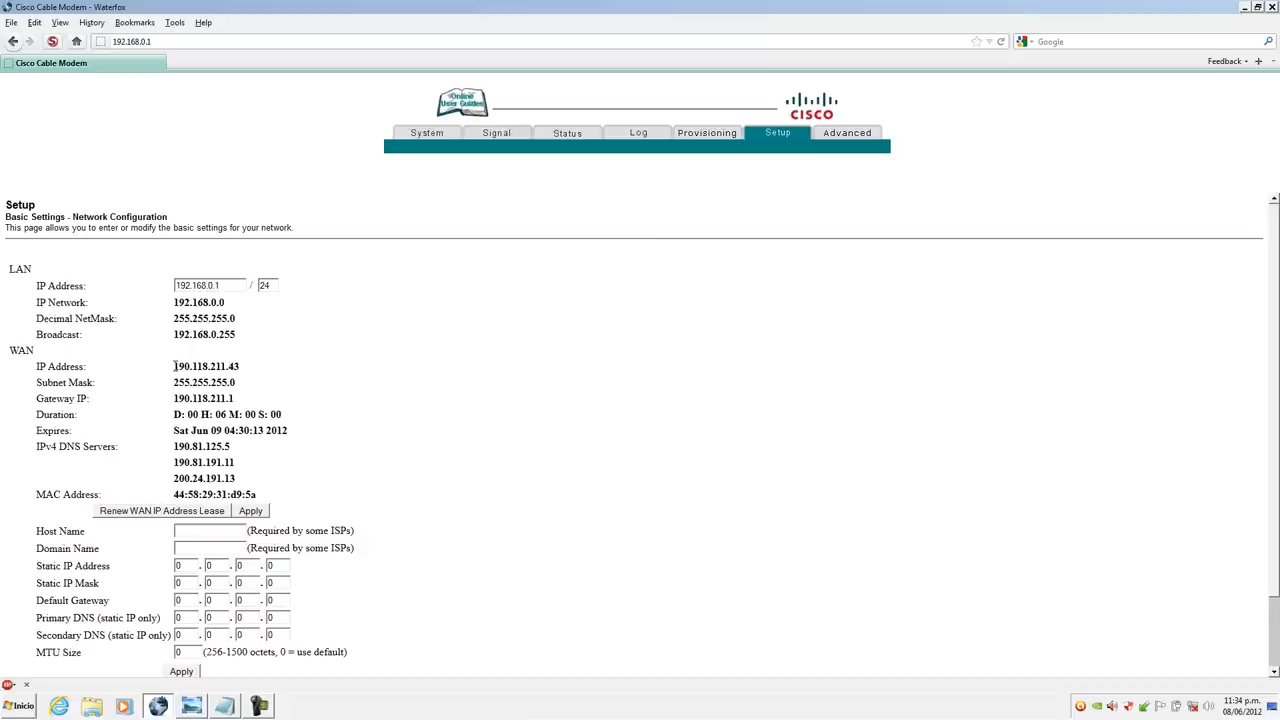 Cisco Cable Modem - Waterfox
File Edit View History Bookmarks Tools Help
192.168.0.1
Google
Cisco Cable Modem
Feedback
Online User Guides
CISCO
System Signal Status Log Provisioning Setup Advanced
Setup
Basic Settings - Network Configuration
This page allows you to enter or modify the basic settings for your network.
LAN
IP Address: 192.168.0.1 / 24
IP Network: 192.168.0.0
Decimal NetMask: 255.255.255.0
Broadcast: 192.168.0.255
WAN
IP Address: 190.118.211.43
Subnet Mask: 255.255.255.0
Gateway IP: 190.118.211.1
Duration: D: 00 H: 06 M: 00 S: 00
Expires: Sat Jun 09 04:30:13 2012
IPv4 DNS Servers: 190.81.125.5
190.81.191.11
200.24.191.13
MAC Address: 44:58:29:31:d9:5a
Renew WAN IP Address Lease Apply
Host Name (Required by some ISPs)
Domain Name (Required by some ISPs)
Static IP Address 0 . 0 . 0 . 0
Static IP Mask 0 . 0 . 0 . 0
Default Gateway 0 . 0 . 0 . 0
Primary DNS (static IP only) 0 . 0 . 0 . 0
Secondary DNS (static IP only) 0 . 0 . 0 . 0
MTU Size 0 (256-1500 octets, 0 = use default)
Apply
Inicio
11:34 p.m.
08/06/2012